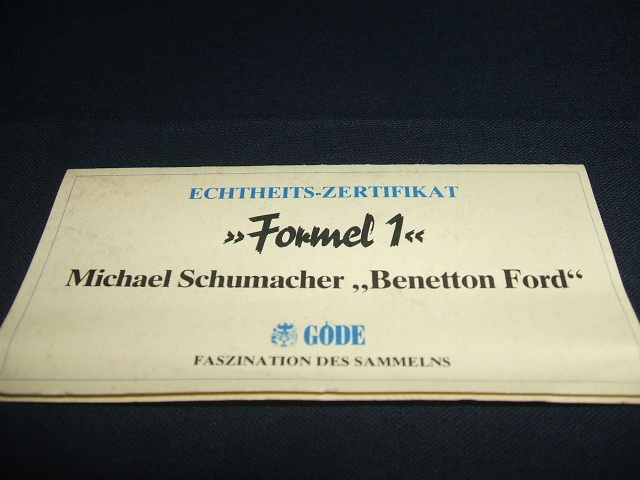 ECHTHEITS-ZERTIFIKAT
»Formel 1«
Michael Schumacher „Benetton Ford“
GÖDE
FASZINATION DES SAMMELNS